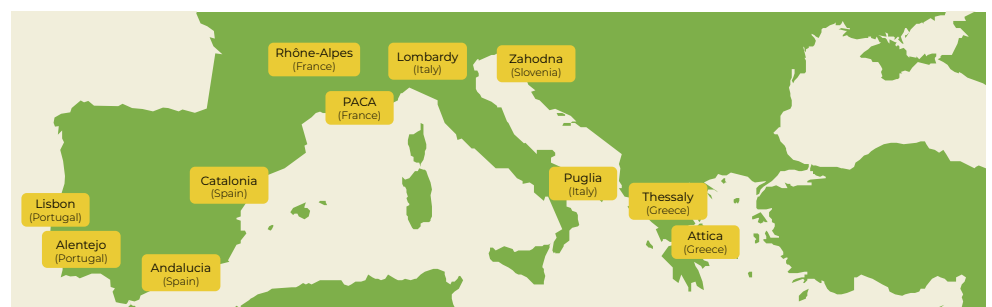 Rhône-Alpes
(France)
Lombardy
(Italy)
Zahodna
(Slovenia)
PACA
(France)
Catalonia
(Spain)
Puglia
(Italy)
Thessaly
(Greece)
Lisbon
(Portugal)
Alentejo
(Portugal)
Attica
(Greece)
Andalucia
(Spain)